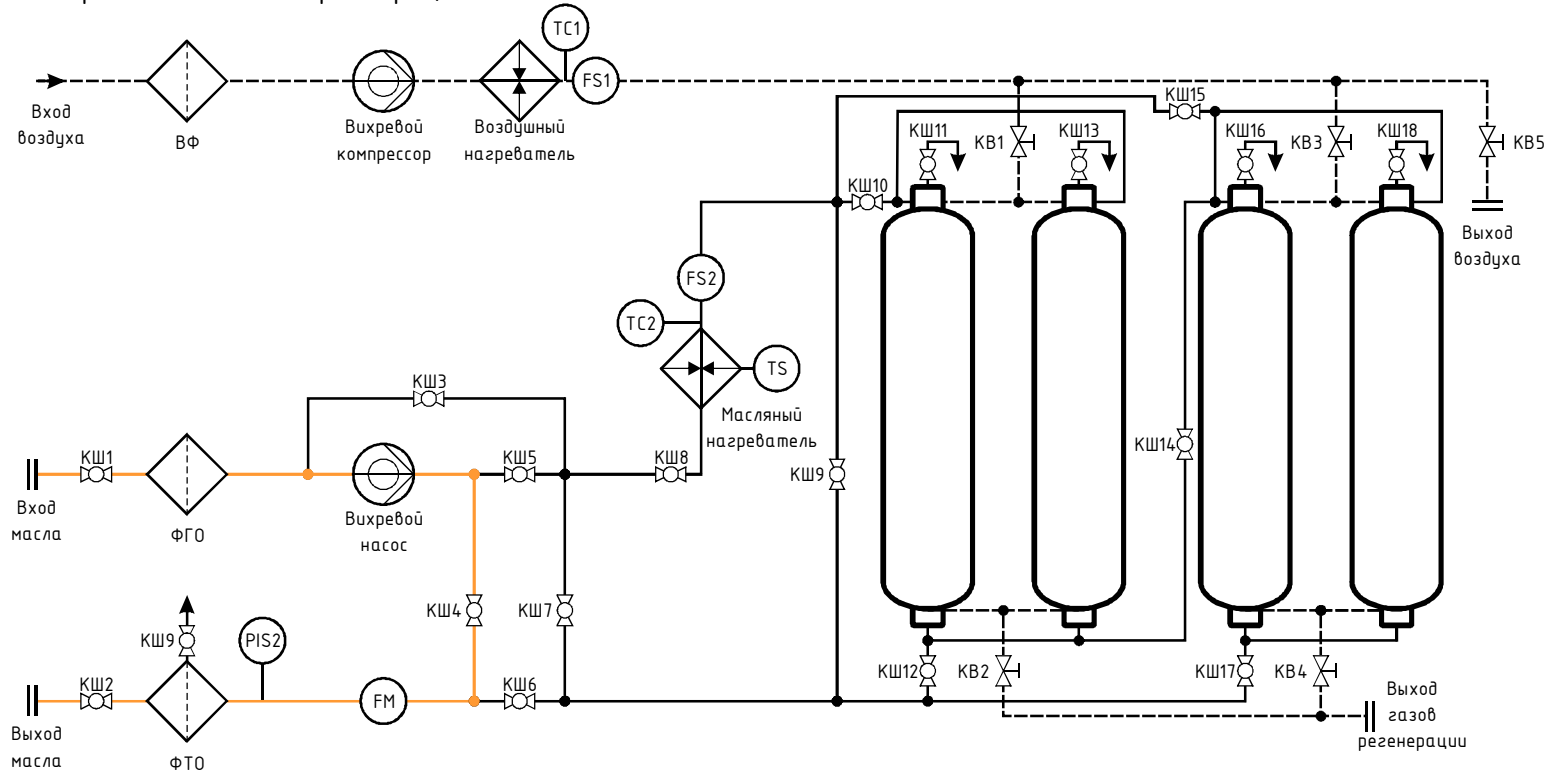 TC1
FS1
Вход
воздуха
ВФ
Вихревой
компрессор
Воздушный
нагреватель
КШ15
КШ11
КВ1
КШ13
КШ16
КВ3
КШ18
КВ5
КШ10
Выход
воздуха
FS2
TC2
TS
Масляный
нагреватель
КШ3
КШ1
КШ5
КШ8
КШ9
КШ14
Вход
масла
ФГО
Вихревой
насос
КШ4
КШ7
КШ9
PIS2
КШ2
FM
КШ6
КШ12
КВ2
КШ17
КВ4
Выход
газов
регенерации
Выход
масла
ФТО